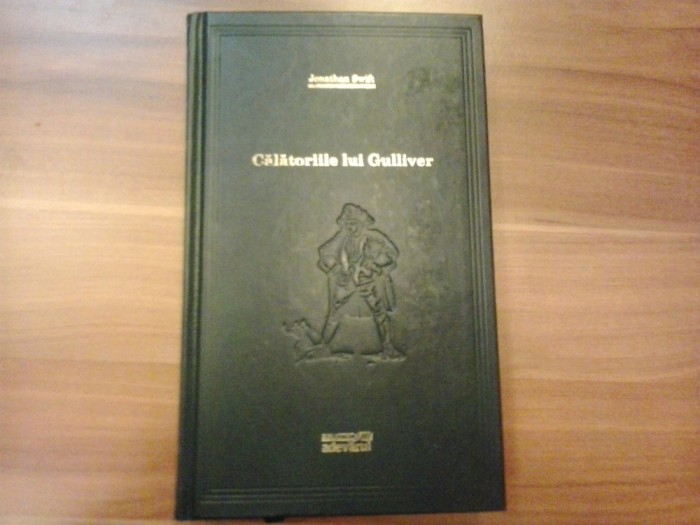 Jonathan Swift
Călătoriile lui Gulliver
adevărul